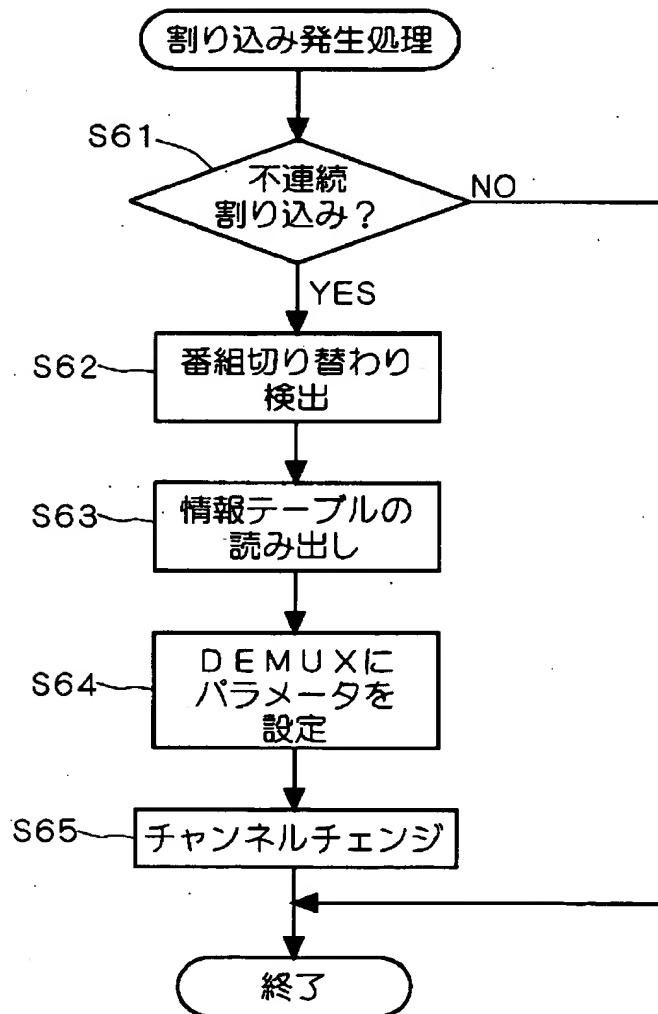 割り込み発生処理
S61
不連続
割り込み?
NO
YES
S62
番組切り替わり
検出
S63
情報テーブルの
読み出し
S64
DEMUXに
パラメータを
設定
S65
チャンネルチェンジ
終了